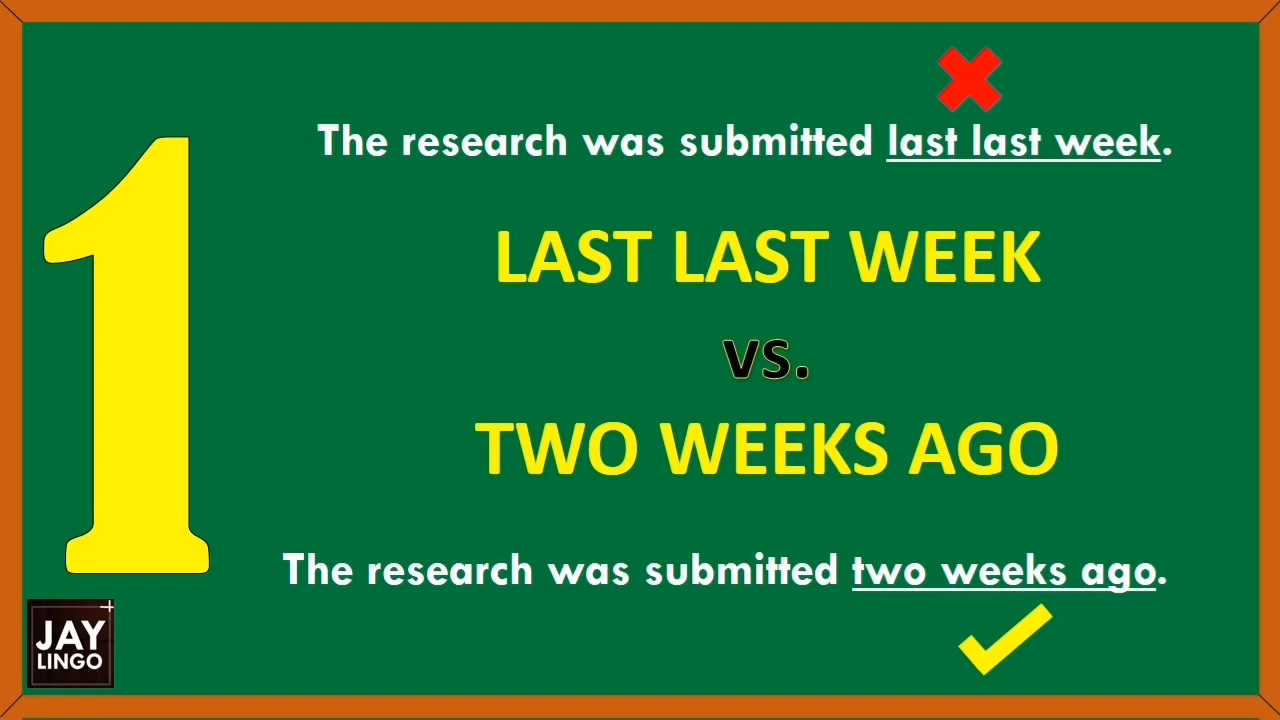 1
The research was submitted last last week.
LAST LAST WEEK
vs.
TWO WEEKS AGO
The research was submitted two weeks ago.
JAY
LINGO